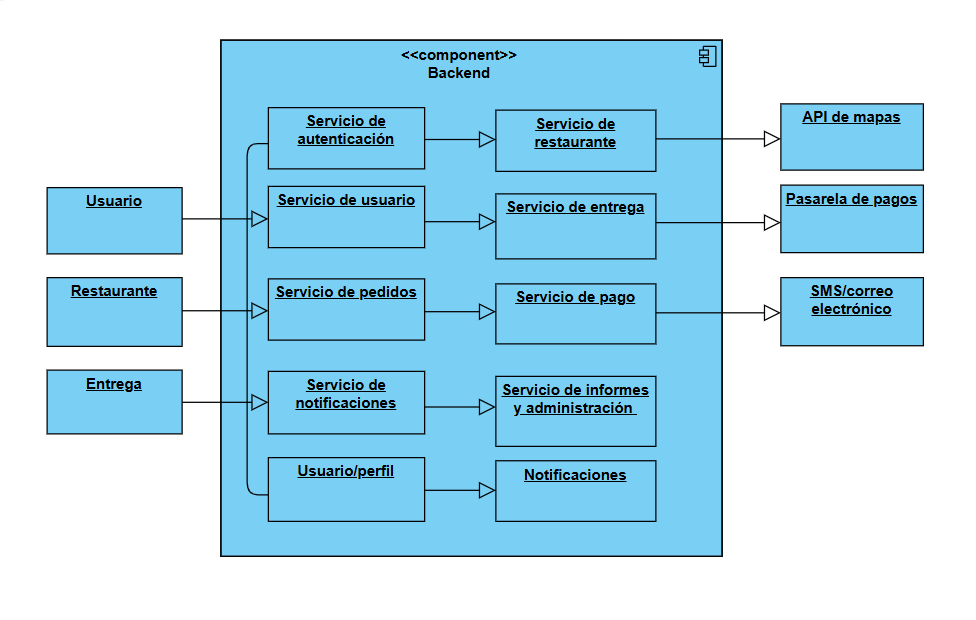 <<component>>
Backend
Usuario
Restaurante
Entrega
Servicio de
autenticación
Servicio de usuario
Servicio de pedidos
Servicio de
notificaciones
Usuario/perfil
Servicio de
restaurante
Servicio de entrega
Servicio de pago
Servicio de informes
y administración
Notificaciones
API de mapas
Pasarela de pagos
SMS/correo
electrónico